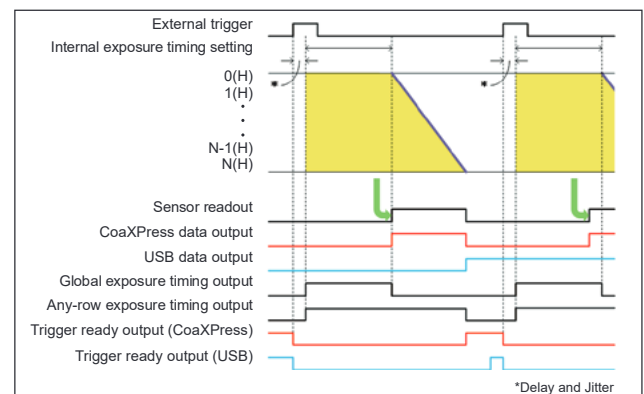 External trigger
Internal exposure timing setting
*
*
0(H)
1(H)
N-1(H)
N(H)
Sensor readout
CoaXPress data output
USB data output
Global exposure timing output
Any-row exposure timing output
Trigger ready output (CoaXPress)
Trigger ready output (USB)
*Delay and Jitter